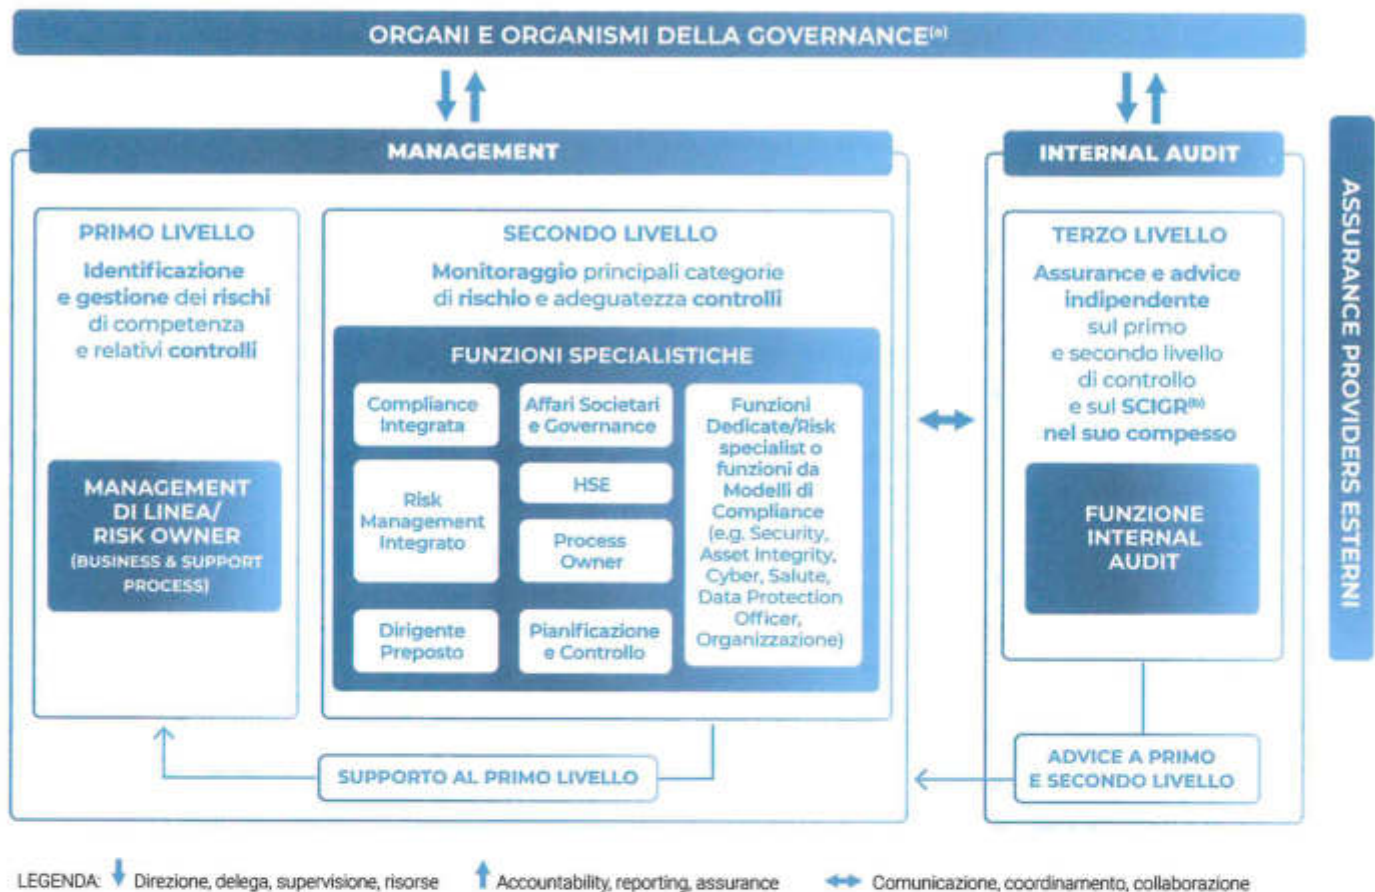 ORGANI E ORGANISMI DELLA GOVERNANCE(a)
MANAGEMENT
PRIMO LIVELLO
Identificazione
e gestione dei rischi
di competenza
e relativi controlli
MANAGEMENT
DI LINEA/
RISK OWNER
(BUSINESS & SUPPORT
PROCESS)
SECONDO LIVELLO
Monitoraggio principali categorie
di rischio e adeguatezza controlli
FUNZIONI SPECIALISTICHE
Compliance
Integrata
Risk
Management
Integrato
Dirigente
Preposto
Affari Societari
e Governance
HSE
Process
Owner
Pianificazione
e Controllo
Funzioni
Dedicate/Risk
specialist o
funzioni da
Modelli di
Compliance
(e.g. Security,
Asset Integrity,
Cyber, Salute,
Data Protection
Officer,
Organizzazione)
SUPPORTO AL PRIMO LIVELLO
INTERNAL AUDIT
TERZO LIVELLO
Assurance e advice
indipendente
sul primo
e secondo livello
di controllo
e sul SCIGR(b)
nel suo compesso
FUNZIONE
INTERNAL
AUDIT
ADVICE A PRIMO
E SECONDO LIVELLO
ASSURANCE PROVIDERS ESTERNI
LEGENDA: Direzione, delega, supervisione, risorse Accountability, reporting, assurance Comunicazione, coordinamento, collaborazione